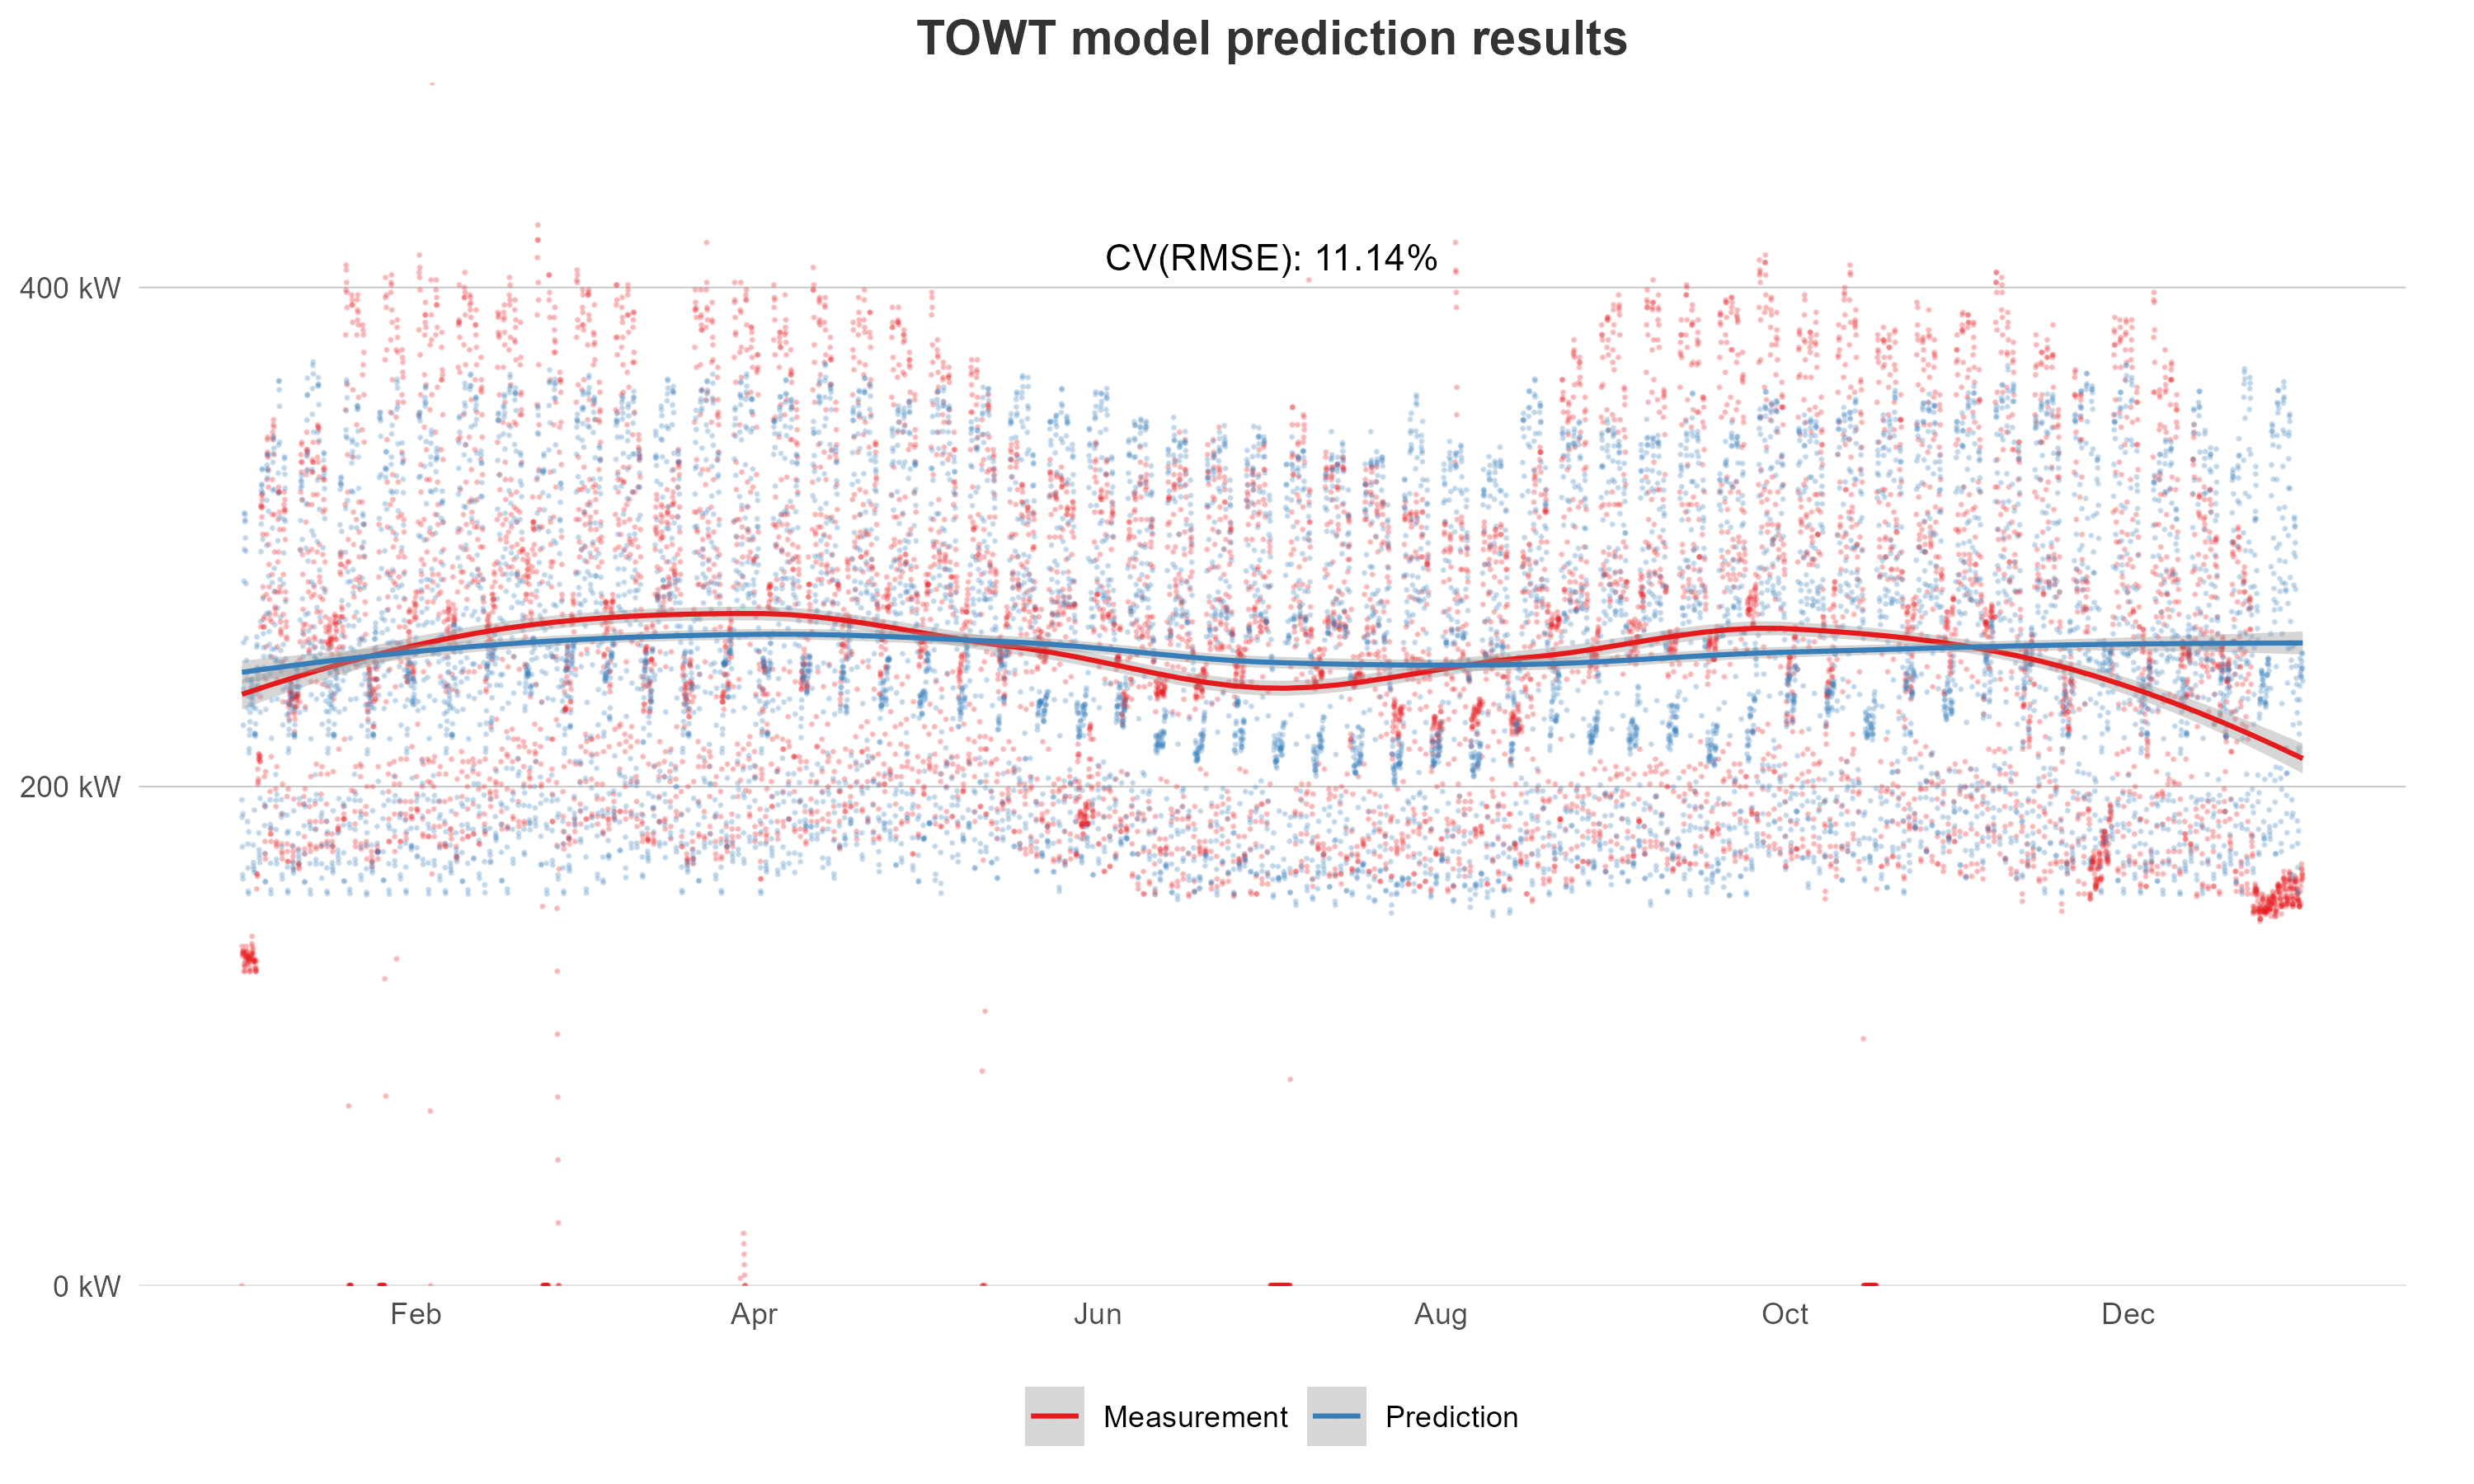 TOWT model prediction results
CV(RMSE): 11.14%
400 kW
200 kW
0 kW
Feb Apr Jun Aug Oct Dec
Measurement Prediction